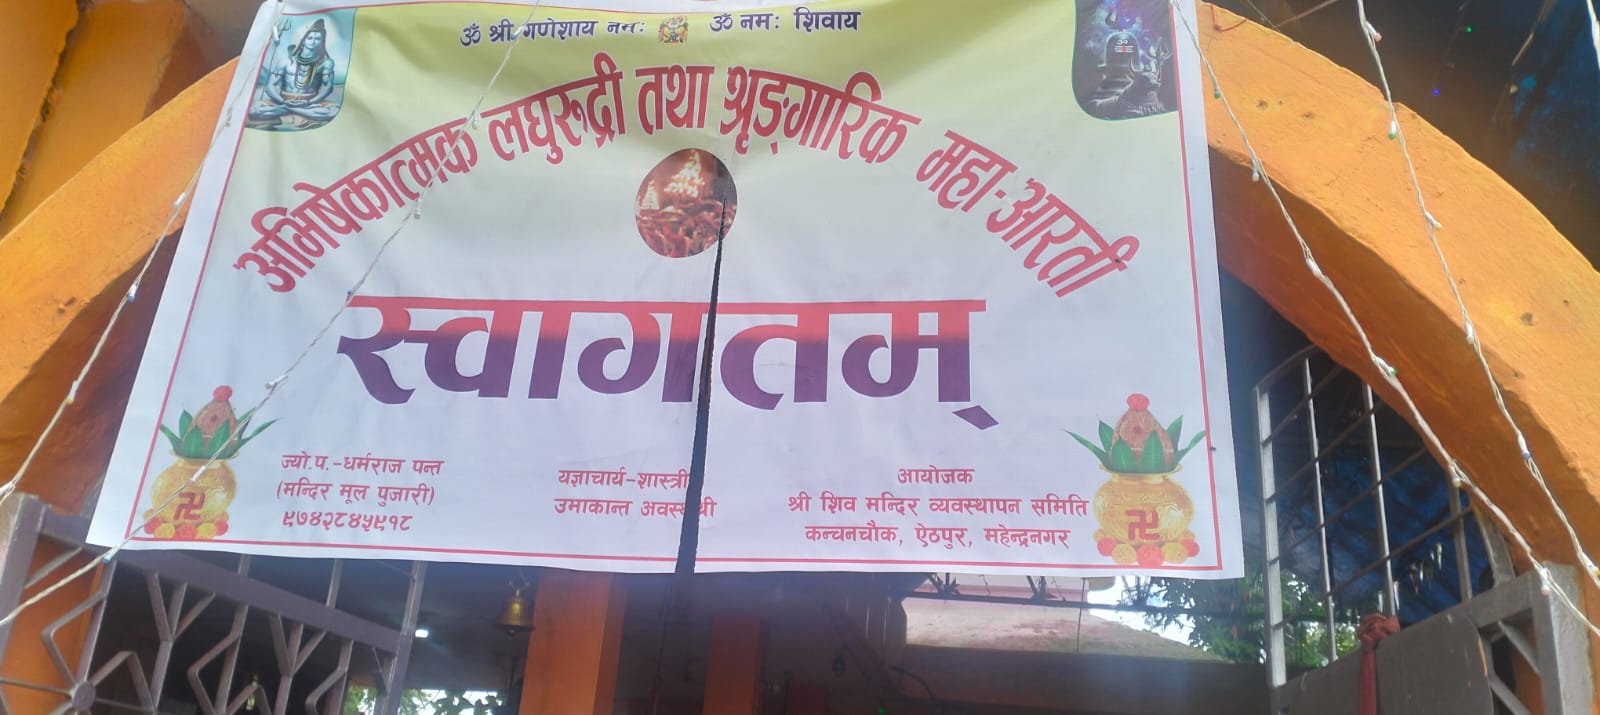 ॐ श्री गणेशाय नमः ॐ नमः शिवाय
अभिषेकात्मक लघुरुद्री तथा श्रृङ्गारिक महा-आरती
स्वागतम्
ज्यो.प.-धर्मराज पन्त
(मन्दिर मूल पुजारी)
९७४२८४५९१८
यज्ञाचार्य-शास्त्री
उमाकान्त अवस्थी
आयोजक
श्री शिव मन्दिर व्यवस्थापन समिति
कन्चनचौक, ऐठपुर, महेन्द्रनगर